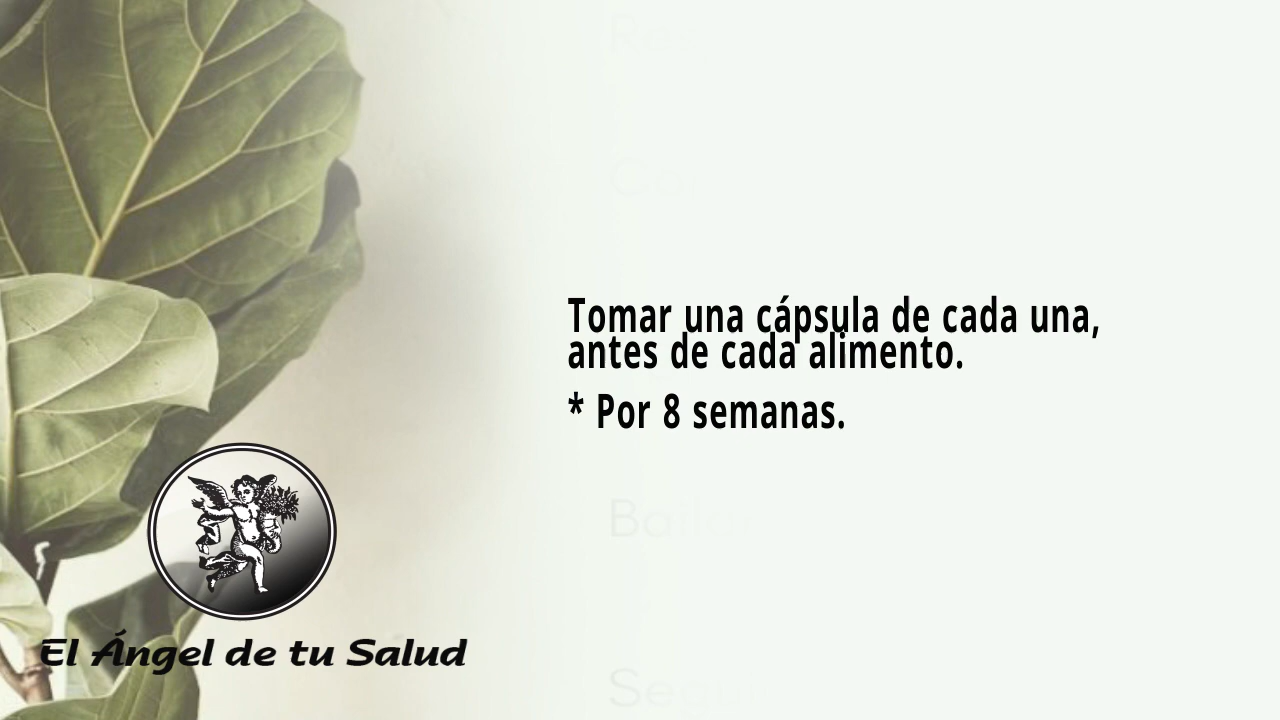 Tomar una cápsula de cada una,
antes de cada alimento.
* Por 8 semanas.
El Ángel de tu Salud